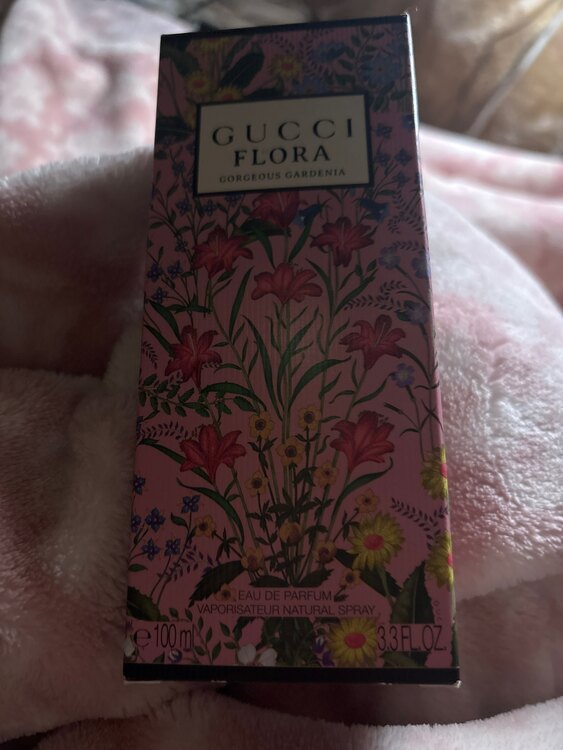 GUCCI
FLORA
GORGEOUS GARDENIA
EAU DE PARFUM
VAPORISATEUR NATURAL SPRAY
e 100 ml 3.3 FL. OZ.